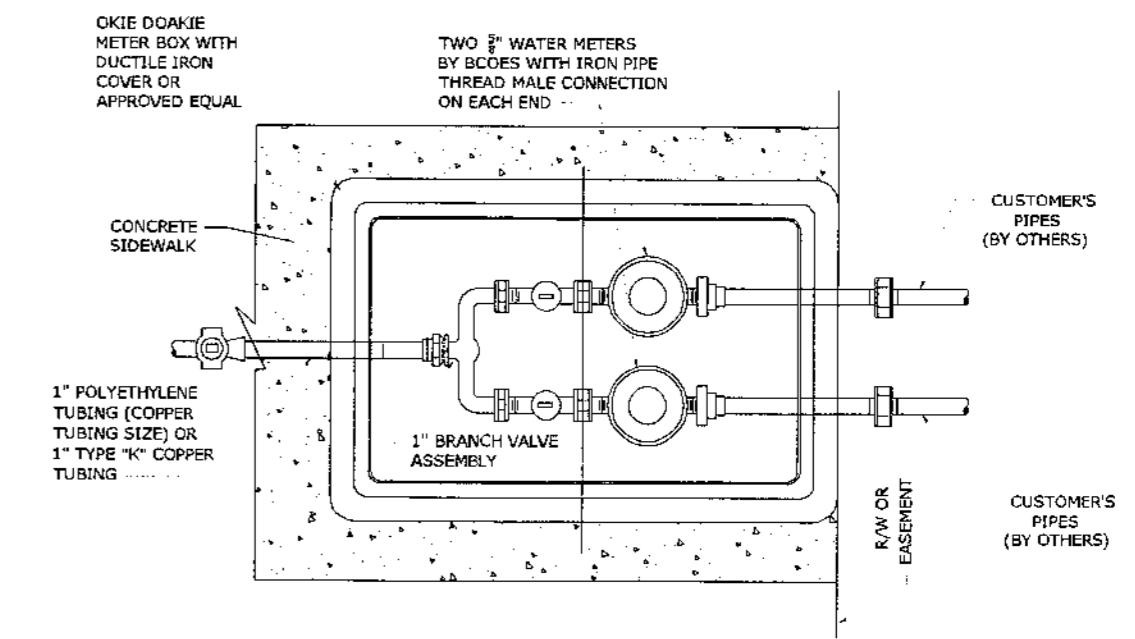 OKIE DOAKIE
METER BOX WITH
DUCTILE IRON
COVER OR
APPROVED EQUAL
TWO 5/8" WATER METERS
BY BCOES WITH IRON PIPE
THREAD MALE CONNECTION
ON EACH END
CONCRETE
SIDEWALK
CUSTOMER'S
PIPES
(BY OTHERS)
1" POLYETHYLENE
TUBING (COPPER
TUBING SIZE) OR
1" TYPE "K" COPPER
TUBING
1" BRANCH VALVE
ASSEMBLY
R/W OR
EASEMENT
CUSTOMER'S
PIPES
(BY OTHERS)